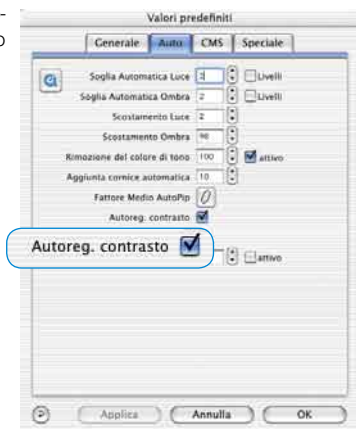 Valori predefiniti
Generale Auto CMS Speciale
Soglia Automatica Luce 2 Livelli
Soglia Automatica Ombra 2 Livelli
Scostamento Luce 2
Scostamento Ombra 98
Rimozione del colore di tono 100 attivo
Aggiunta cornice automatica 10
Fattore Medio AutoPip
Autoreg. contrasto
Autoreg. contrasto
attivo
Applica Annulla OK